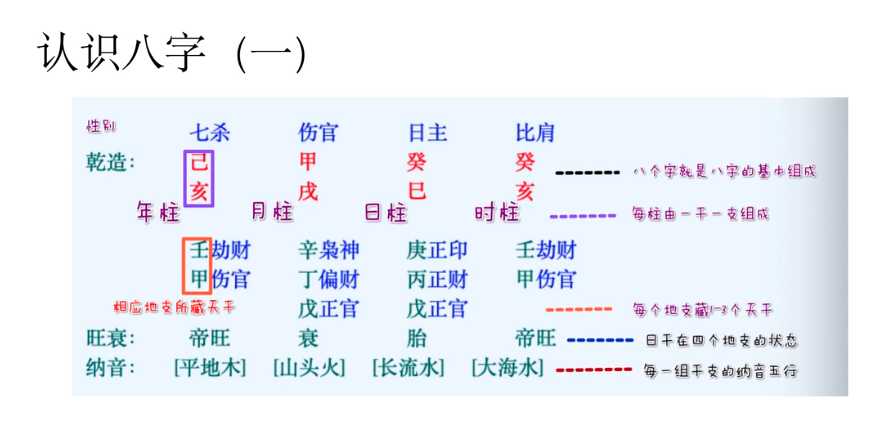 认识八字（一）
性别 七杀 伤官 日主 比肩
乾造： 己 甲 癸 癸 八个字就是八字的基本组成
亥 戌 巳 亥
年柱 月柱 日柱 时柱 每柱由一干一支组成
壬劫财 辛枭神 庚正印 壬劫财
甲伤官 丁偏财 丙正财 甲伤官
相应地支所藏天干 戊正官 戊正官 每个地支藏1-3个天干
旺衰： 帝旺 衰 胎 帝旺 日干在四个地支的状态
纳音： [平地木] [山头火] [长流水] [大海水] 每一组干支的纳音五行